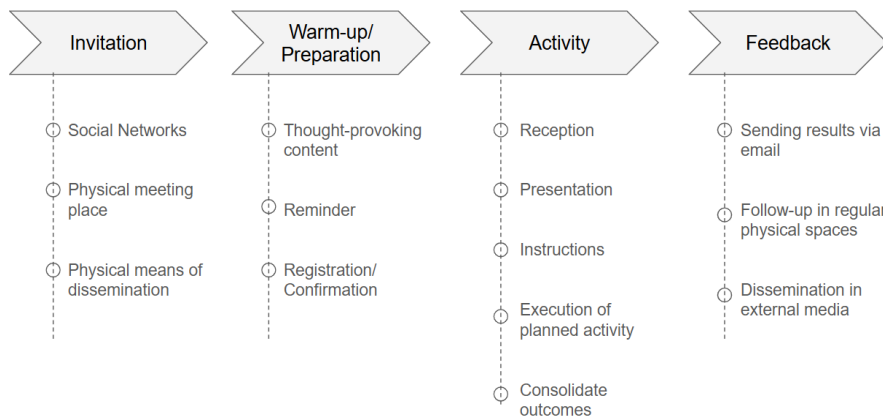 Invitation
Social Networks
Physical meeting
place
Physical means of
dissemination
Warm-up/
Preparation
Thought-provoking
content
Reminder
Registration/
Confirmation
Activity
Reception
Presentation
Instructions
Execution of
planned activity
Consolidate
outcomes
Feedback
Sending results via
email
Follow-up in regular
physical spaces
Dissemination in
external media